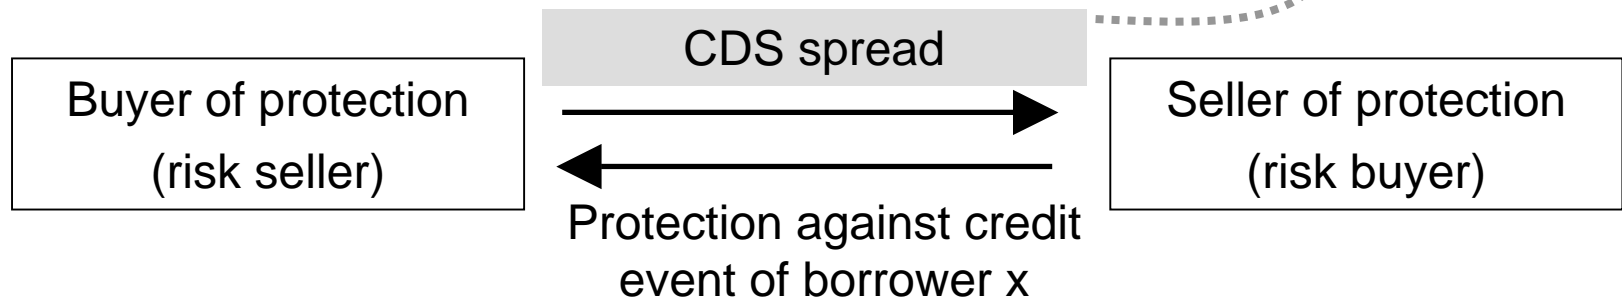 CDS spread
Buyer of protection
(risk seller)
Seller of protection
(risk buyer)
Protection against credit
event of borrower x